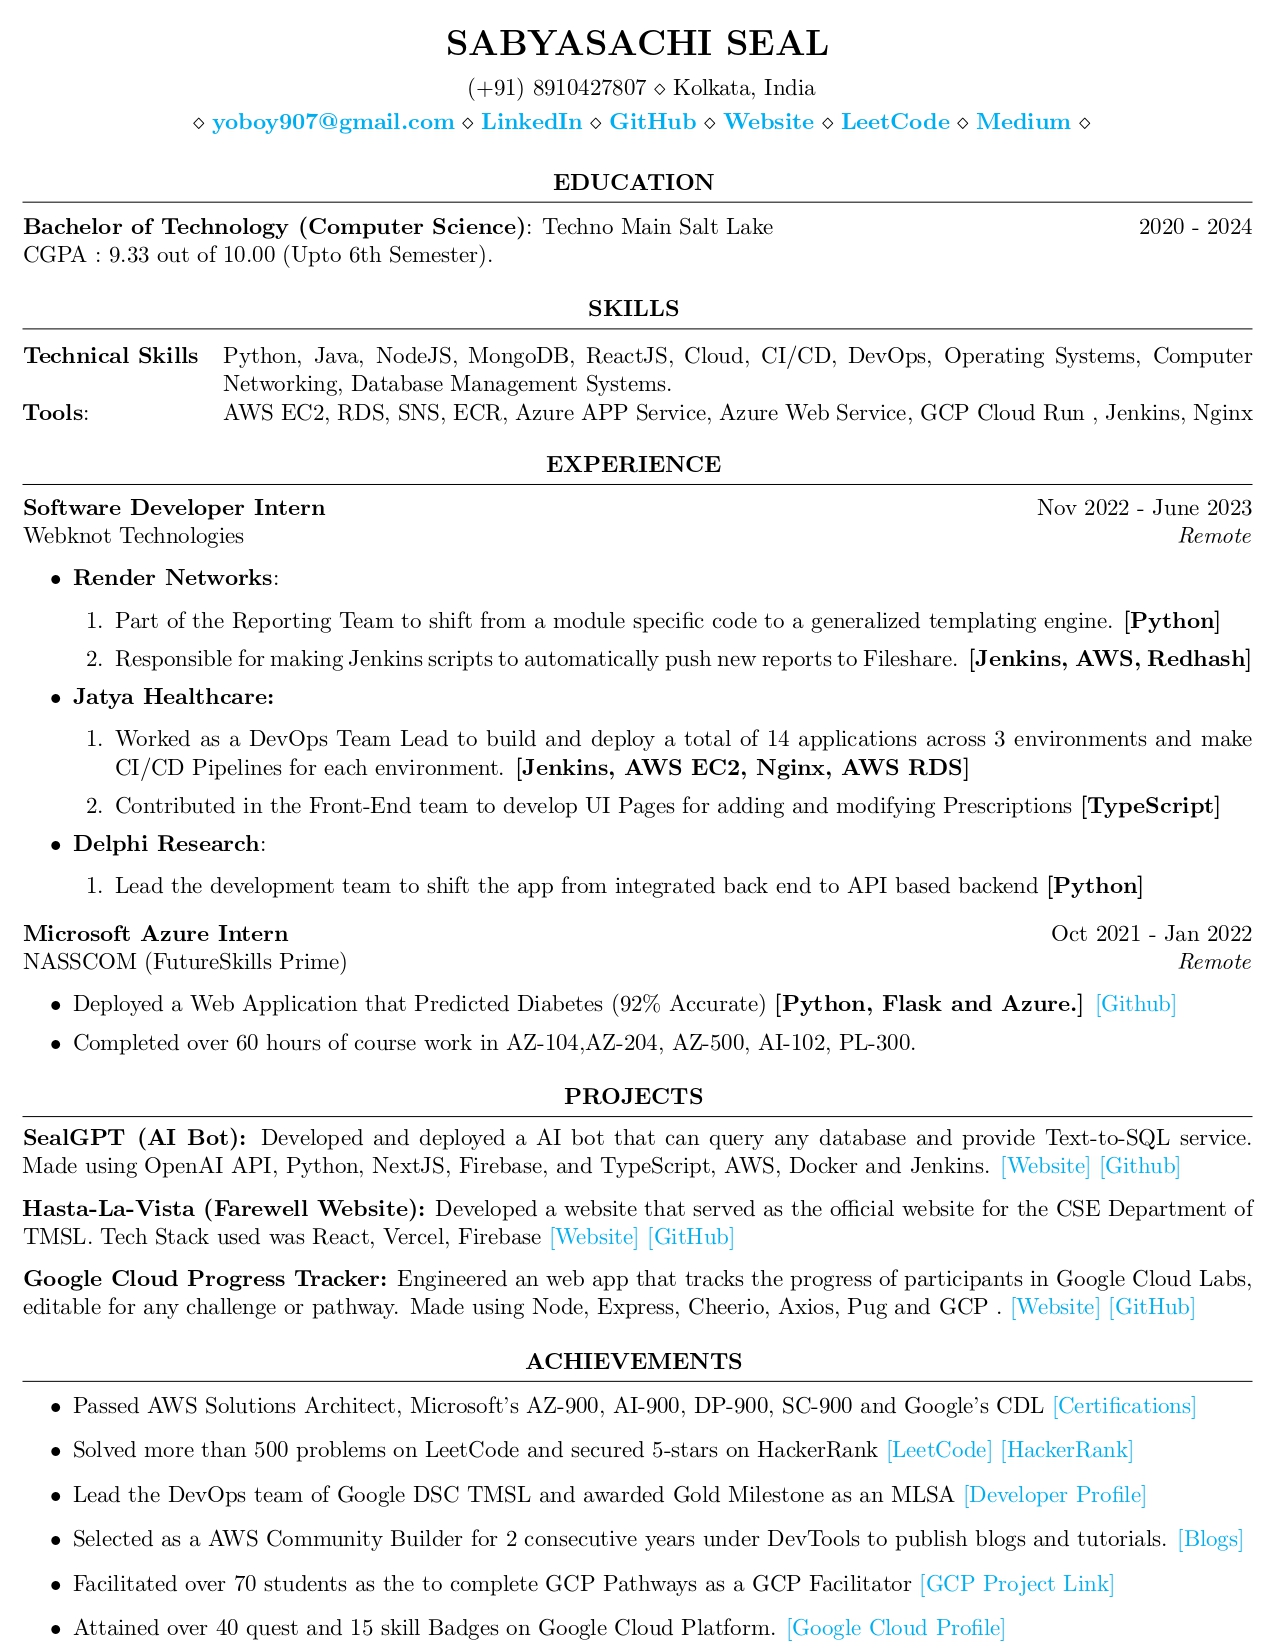 SABYASACHI SEAL
(+91) 8910427807 ⋄ Kolkata, India
⋄ yoboy907@gmail.com ⋄ LinkedIn ⋄ GitHub ⋄ Website ⋄ LeetCode ⋄ Medium ⋄
EDUCATION
Bachelor of Technology (Computer Science): Techno Main Salt Lake 2020 - 2024
CGPA : 9.33 out of 10.00 (Upto 6th Semester).
SKILLS
Technical Skills Python, Java, NodeJS, MongoDB, ReactJS, Cloud, CI/CD, DevOps, Operating Systems, Computer
Networking, Database Management Systems.
Tools: AWS EC2, RDS, SNS, ECR, Azure APP Service, Azure Web Service, GCP Cloud Run , Jenkins, Nginx
EXPERIENCE
Software Developer Intern Nov 2022 - June 2023
Webknot Technologies Remote
• Render Networks:
1. Part of the Reporting Team to shift from a module specific code to a generalized templating engine. [Python]
2. Responsible for making Jenkins scripts to automatically push new reports to Fileshare. [Jenkins, AWS, Redhash]
• Jatya Healthcare:
1. Worked as a DevOps Team Lead to build and deploy a total of 14 applications across 3 environments and make
CI/CD Pipelines for each environment. [Jenkins, AWS EC2, Nginx, AWS RDS]
2. Contributed in the Front-End team to develop UI Pages for adding and modifying Prescriptions [TypeScript]
• Delphi Research:
1. Lead the development team to shift the app from integrated back end to API based backend [Python]
Microsoft Azure Intern Oct 2021 - Jan 2022
NASSCOM (FutureSkills Prime) Remote
• Deployed a Web Application that Predicted Diabetes (92% Accurate) [Python, Flask and Azure.] [Github]
• Completed over 60 hours of course work in AZ-104,AZ-204, AZ-500, AI-102, PL-300.
PROJECTS
SealGPT (AI Bot): Developed and deployed a AI bot that can query any database and provide Text-to-SQL service.
Made using OpenAI API, Python, NextJS, Firebase, and TypeScript, AWS, Docker and Jenkins. [Website] [Github]
Hasta-La-Vista (Farewell Website): Developed a website that served as the official website for the CSE Department of
TMSL. Tech Stack used was React, Vercel, Firebase [Website] [GitHub]
Google Cloud Progress Tracker: Engineered an web app that tracks the progress of participants in Google Cloud Labs,
editable for any challenge or pathway. Made using Node, Express, Cheerio, Axios, Pug and GCP . [Website] [GitHub]
ACHIEVEMENTS
• Passed AWS Solutions Architect, Microsoft's AZ-900, AI-900, DP-900, SC-900 and Google's CDL [Certifications]
• Solved more than 500 problems on LeetCode and secured 5-stars on HackerRank [LeetCode] [HackerRank]
• Lead the DevOps team of Google DSC TMSL and awarded Gold Milestone as an MLSA [Developer Profile]
• Selected as a AWS Community Builder for 2 consecutive years under DevTools to publish blogs and tutorials. [Blogs]
• Facilitated over 70 students as the to complete GCP Pathways as a GCP Facilitator [GCP Project Link]
• Attained over 40 quest and 15 skill Badges on Google Cloud Platform. [Google Cloud Profile]